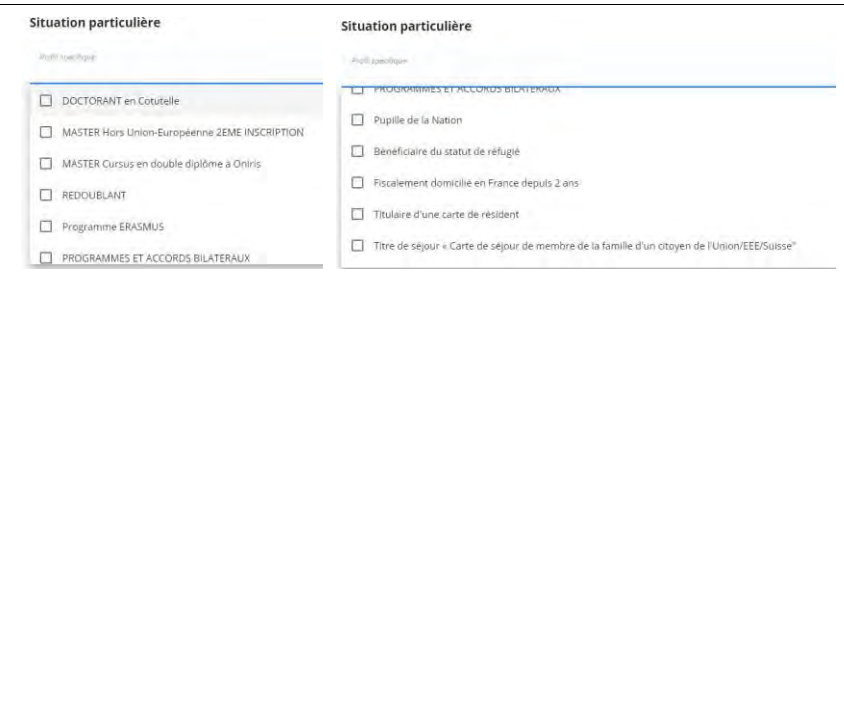 Situation particulière
Profil spécifique
DOCTORANT en Cotutelle
MASTER Hors Union-Européenne 2EME INSCRIPTION
MASTER Cursus en double diplôme à Oniris
REDOUBLANT
Programme ERASMUS
PROGRAMMES ET ACCORDS BILATERAUX
Situation particulière
Profil spécifique
PROGRAMMES ET ACCORDS BILATERAUX
Pupille de la Nation
Bénéficiaire du statut de réfugié
Fiscalement domicilié en France depuis 2 ans
Titulaire d'une carte de résident
Titre de séjour « Carte de séjour de membre de la famille d'un citoyen de l'Union/EEE/Suisse"